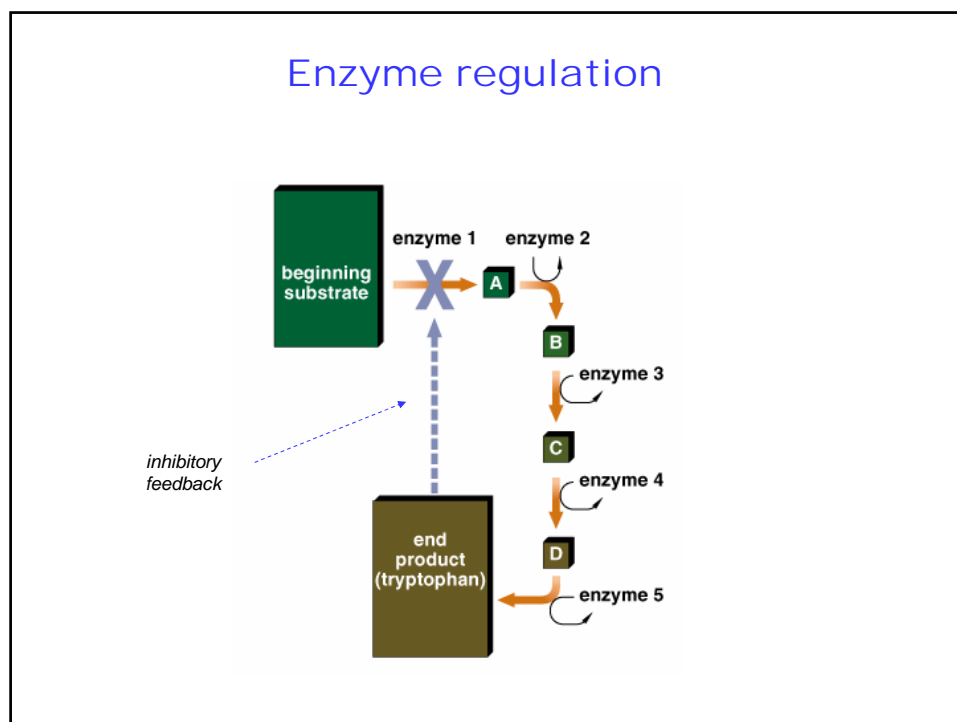 Enzyme regulation
enzyme 1
enzyme 2
beginning
substrate
A
B
enzyme 3
C
inhibitory
feedback
enzyme 4
end
product
(tryptophan)
D
enzyme 5